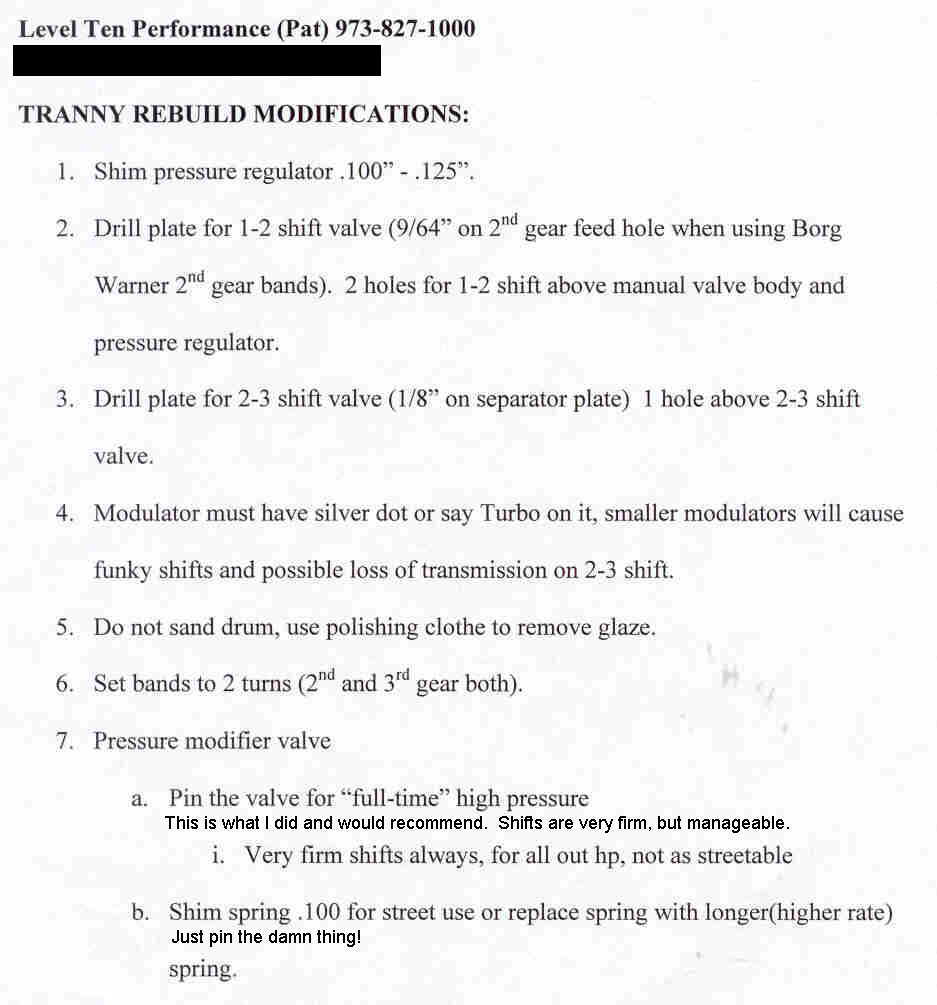 Level Ten Performance (Pat) 973-827-1000
TRANNY REBUILD MODIFICATIONS:
1. Shim pressure regulator .100” - .125”.
2. Drill plate for 1-2 shift valve (9/64” on 2nd gear feed hole when using Borg
Warner 2nd gear bands). 2 holes for 1-2 shift above manual valve body and
pressure regulator.
3. Drill plate for 2-3 shift valve (1/8” on separator plate) 1 hole above 2-3 shift
valve.
4. Modulator must have silver dot or say Turbo on it, smaller modulators will cause
funky shifts and possible loss of transmission on 2-3 shift.
5. Do not sand drum, use polishing clothe to remove glaze.
6. Set bands to 2 turns (2nd and 3rd gear both).
7. Pressure modifier valve
a. Pin the valve for “full-time” high pressure
This is what I did and would recommend. Shifts are very firm, but manageable.
i. Very firm shifts always, for all out hp, not as streetable
b. Shim spring .100 for street use or replace spring with longer(higher rate)
Just pin the damn thing!
spring.